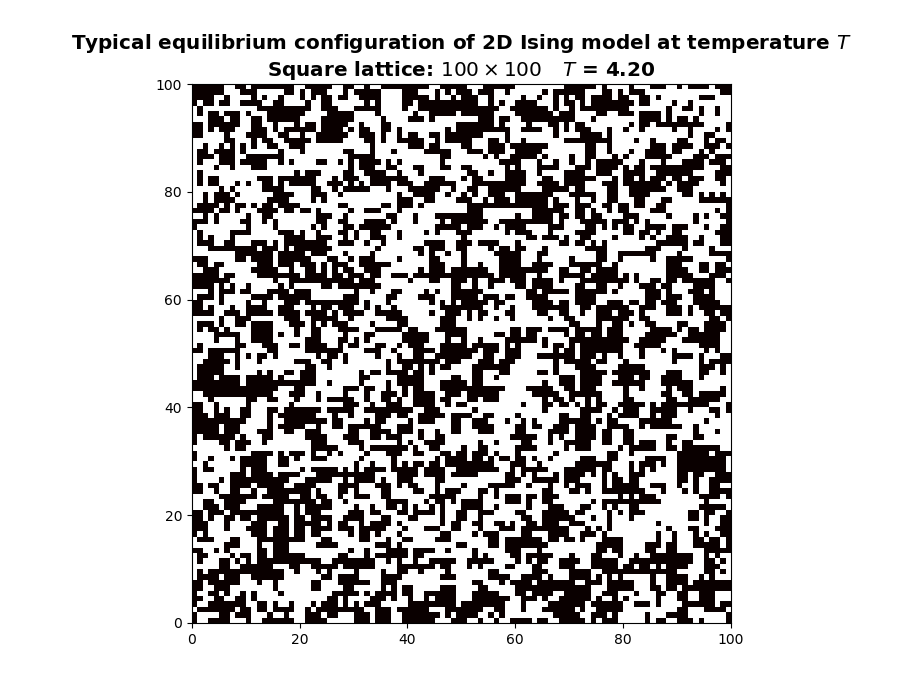 Typical equilibrium configuration of 2D Ising model at temperature T
Square lattice: 100 × 100 T = 4.20
100
80
60
40
20
0
0 20 40 60 80 100